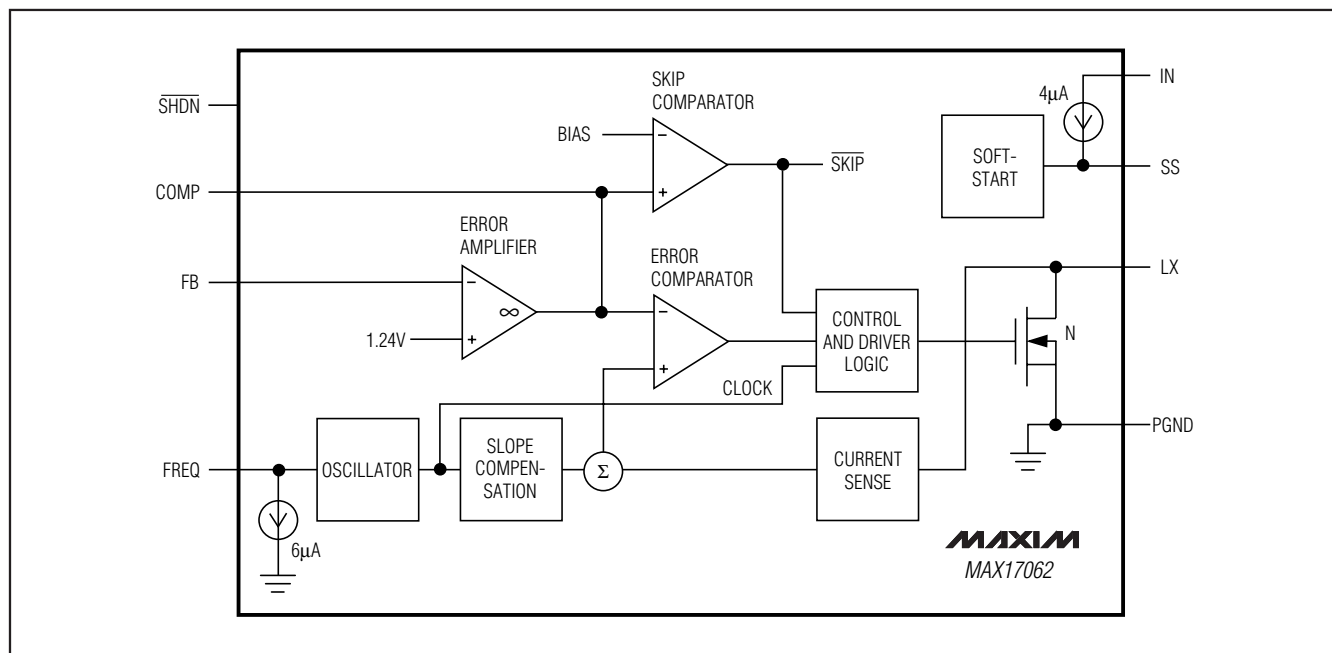 SHDN
COMP
FB
FREQ
6µA
BIAS
SKIP
COMPARATOR
−
+
SKIP
ERROR
AMPLIFIER
−
∞
+
1.24V
ERROR
COMPARATOR
−
+
CLOCK
OSCILLATOR
SLOPE
COMPEN-
SATION
Σ
CONTROL
AND DRIVER
LOGIC
CURRENT
SENSE
SOFT-
START
4µA
IN
SS
LX
N
PGND
MAXIM
MAX17062